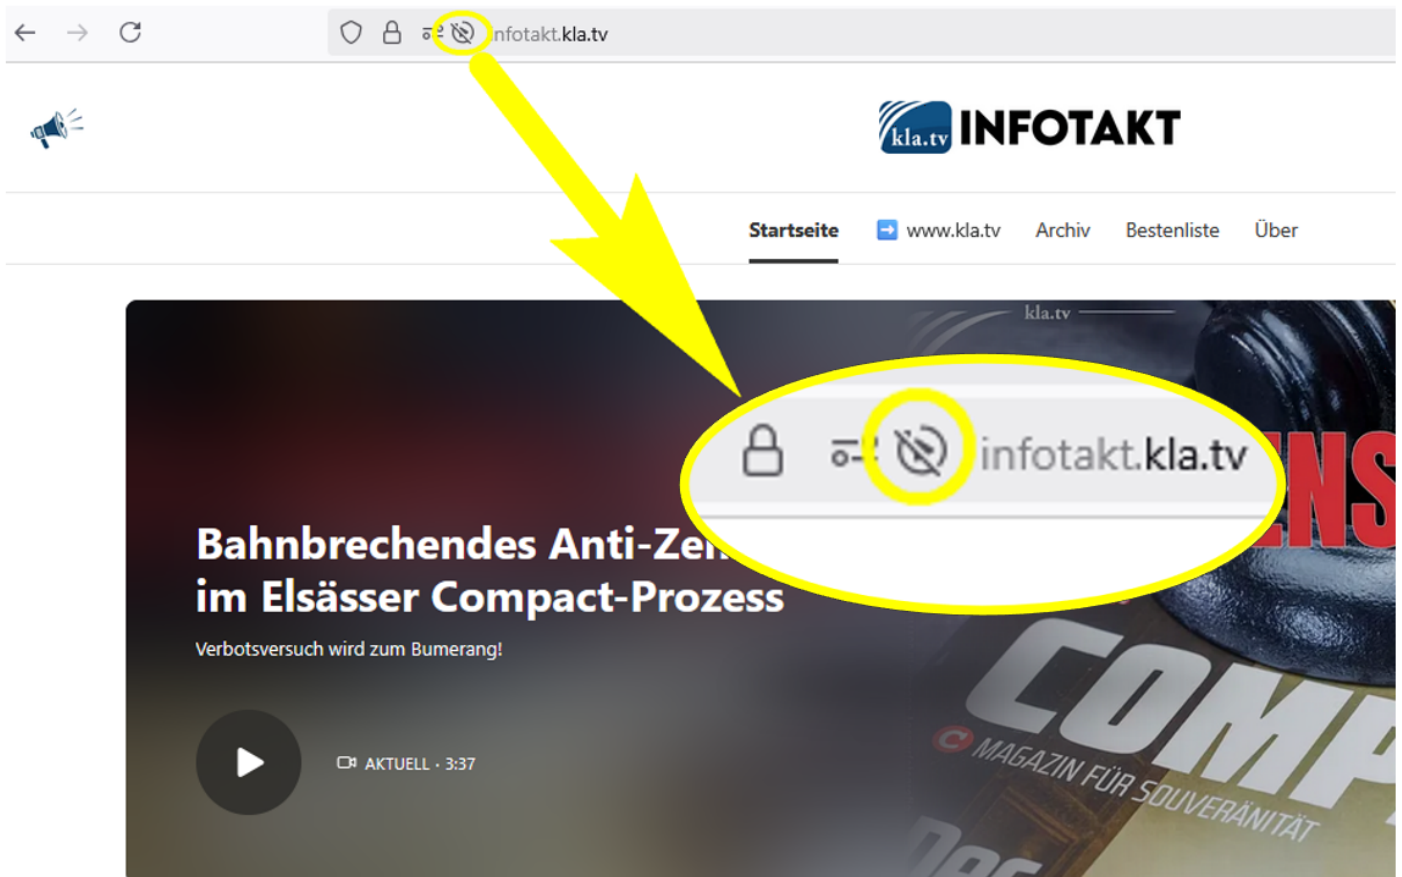 infotakt.kla.tv
kla.tv INFOTAKT
Startseite www.kla.tv Archiv Bestenliste Über
kla.tv
infotakt.kla.tv
ENS
Bahnbrechendes Anti-Zen
im Elsässer Compact-Prozess
Verbotsversuch wird zum Bumerang!
AKTUELL · 3:37
COMP
C MAGAZIN FÜR SOUVERÄNITÄT